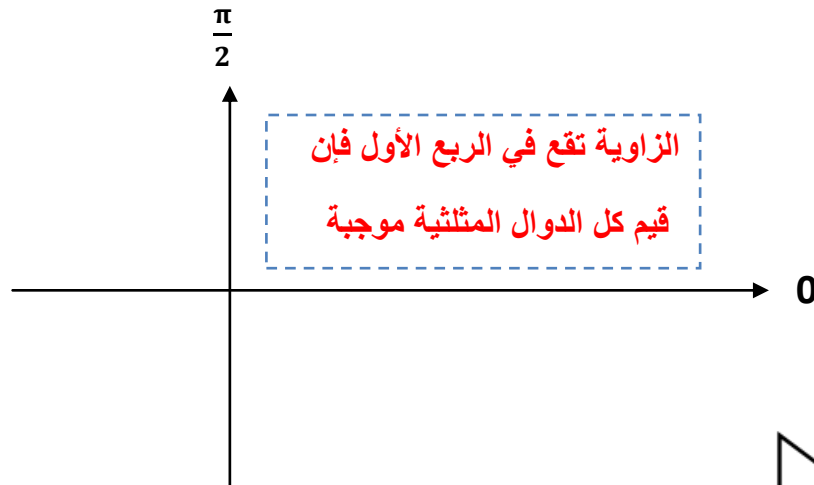 π
2
الزاوية تقع في الربع الأول فإن
قيم كل الدوال المثلثية موجبة
0